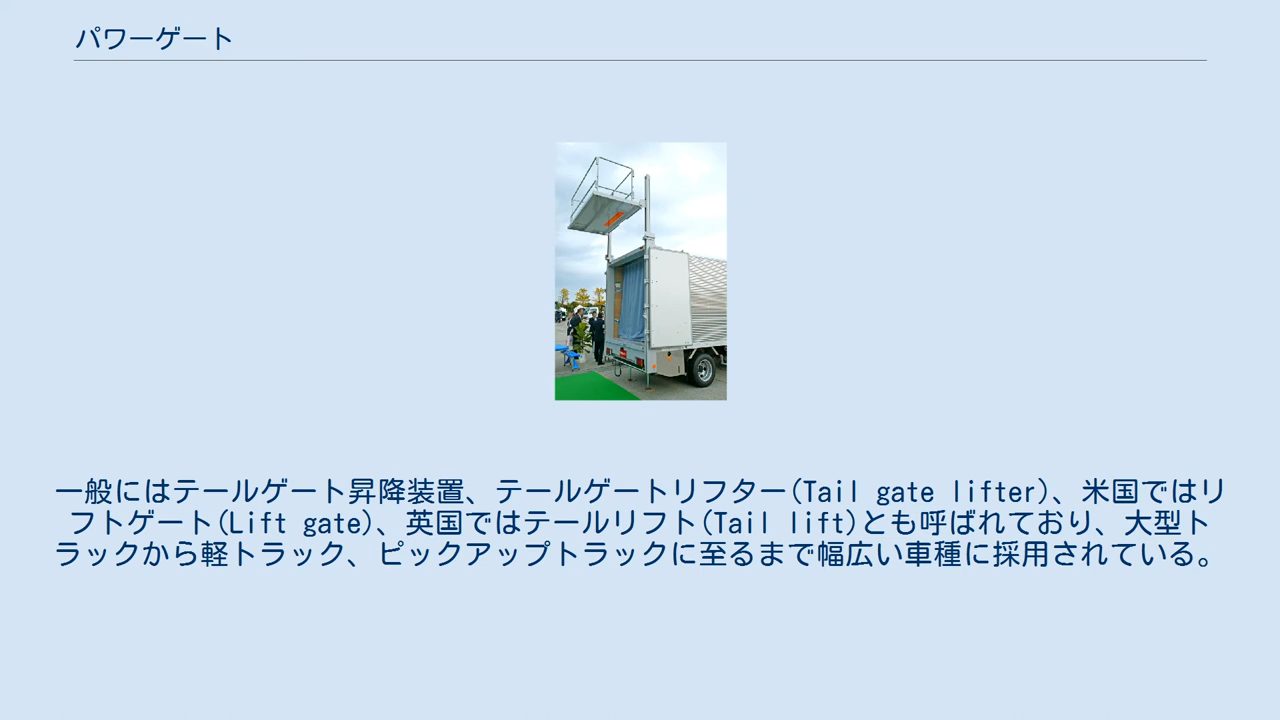 パワーゲート
一般にはテールゲート昇降装置、テールゲートリフター(Tail gate lifter)、米国ではリ
フトゲート(Lift gate)、英国ではテールリフト(Tail lift)とも呼ばれており、大型ト
ラックから軽トラック、ピックアップトラックに至るまで幅広い車種に採用されている。